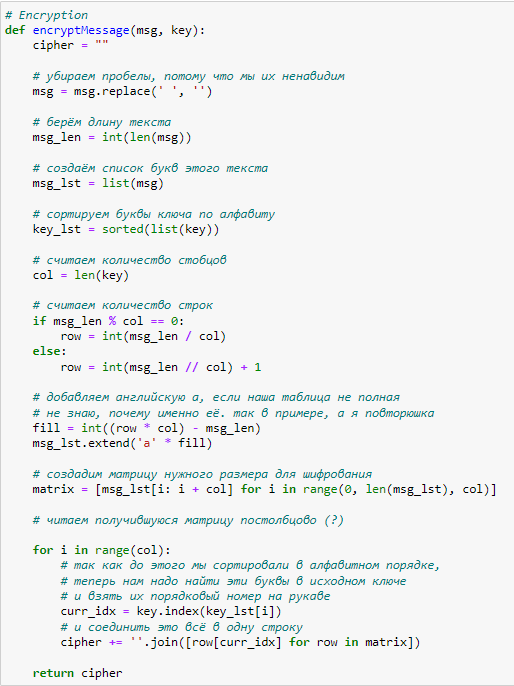 # Encryption
def encryptMessage(msg, key):
    cipher = ""

    # убираем пробелы, потому что мы их ненавидим
    msg = msg.replace(' ', '')

    # берём длину текста
    msg_len = int(len(msg))

    # создаём список букв этого текста
    msg_lst = list(msg)

    # сортируем буквы ключа по алфавиту
    key_lst = sorted(list(key))

    # считаем количество стобцов
    col = len(key)

    # считаем количество строк
    if msg_len % col == 0:
        row = int(msg_len / col)
    else:
        row = int(msg_len // col) + 1

    # добавляем английскую а, если наша таблица не полная
    # не знаю, почему именно её. так в примере, а я повторюшка
    fill = int((row * col) - msg_len)
    msg_lst.extend('a' * fill)

    # создадим матрицу нужного размера для шифрования
    matrix = [msg_lst[i: i + col] for i in range(0, len(msg_lst), col)]

    # читаем получившуюся матрицу постолбцово (?)

    for i in range(col):
        # так как до этого мы сортировали в алфавитном порядке,
        # теперь нам надо найти эти буквы в исходном ключе
        # и взять их порядковый номер на рукаве
        curr_idx = key.index(key_lst[i])
        # и соединить это всё в одну строку
        cipher += ''.join([row[curr_idx] for row in matrix])

    return cipher